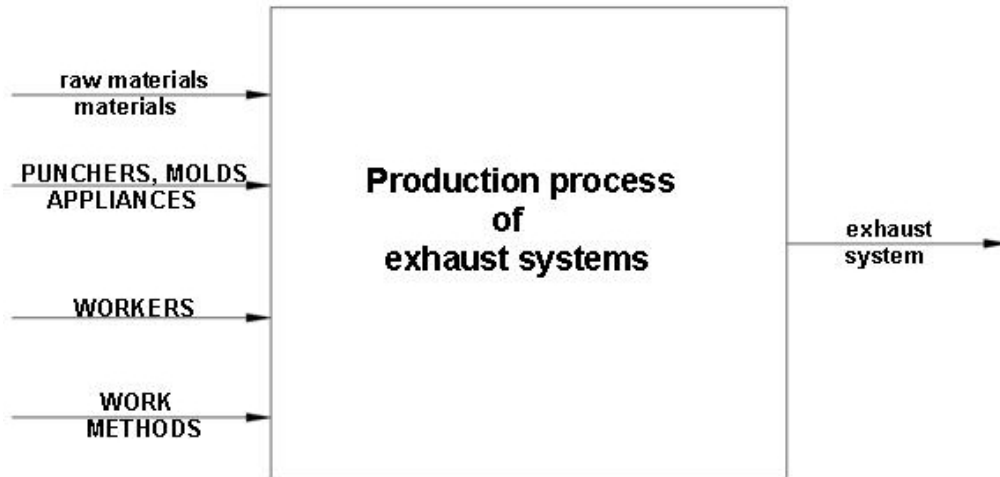 raw materials
materials
PUNCHERS, MOLDS
APPLIANCES
WORKERS
WORK
METHODS
Production process
of
exhaust systems
exhaust
system